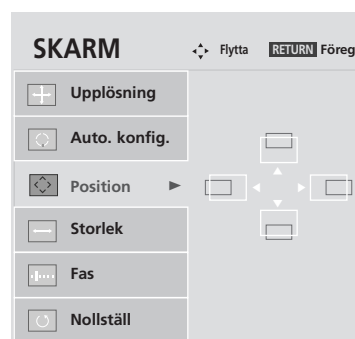 SKARM Flytta RETURN Föreg
Upplösning
Auto. konfig.
Position
Storlek
Fas
Nollställ